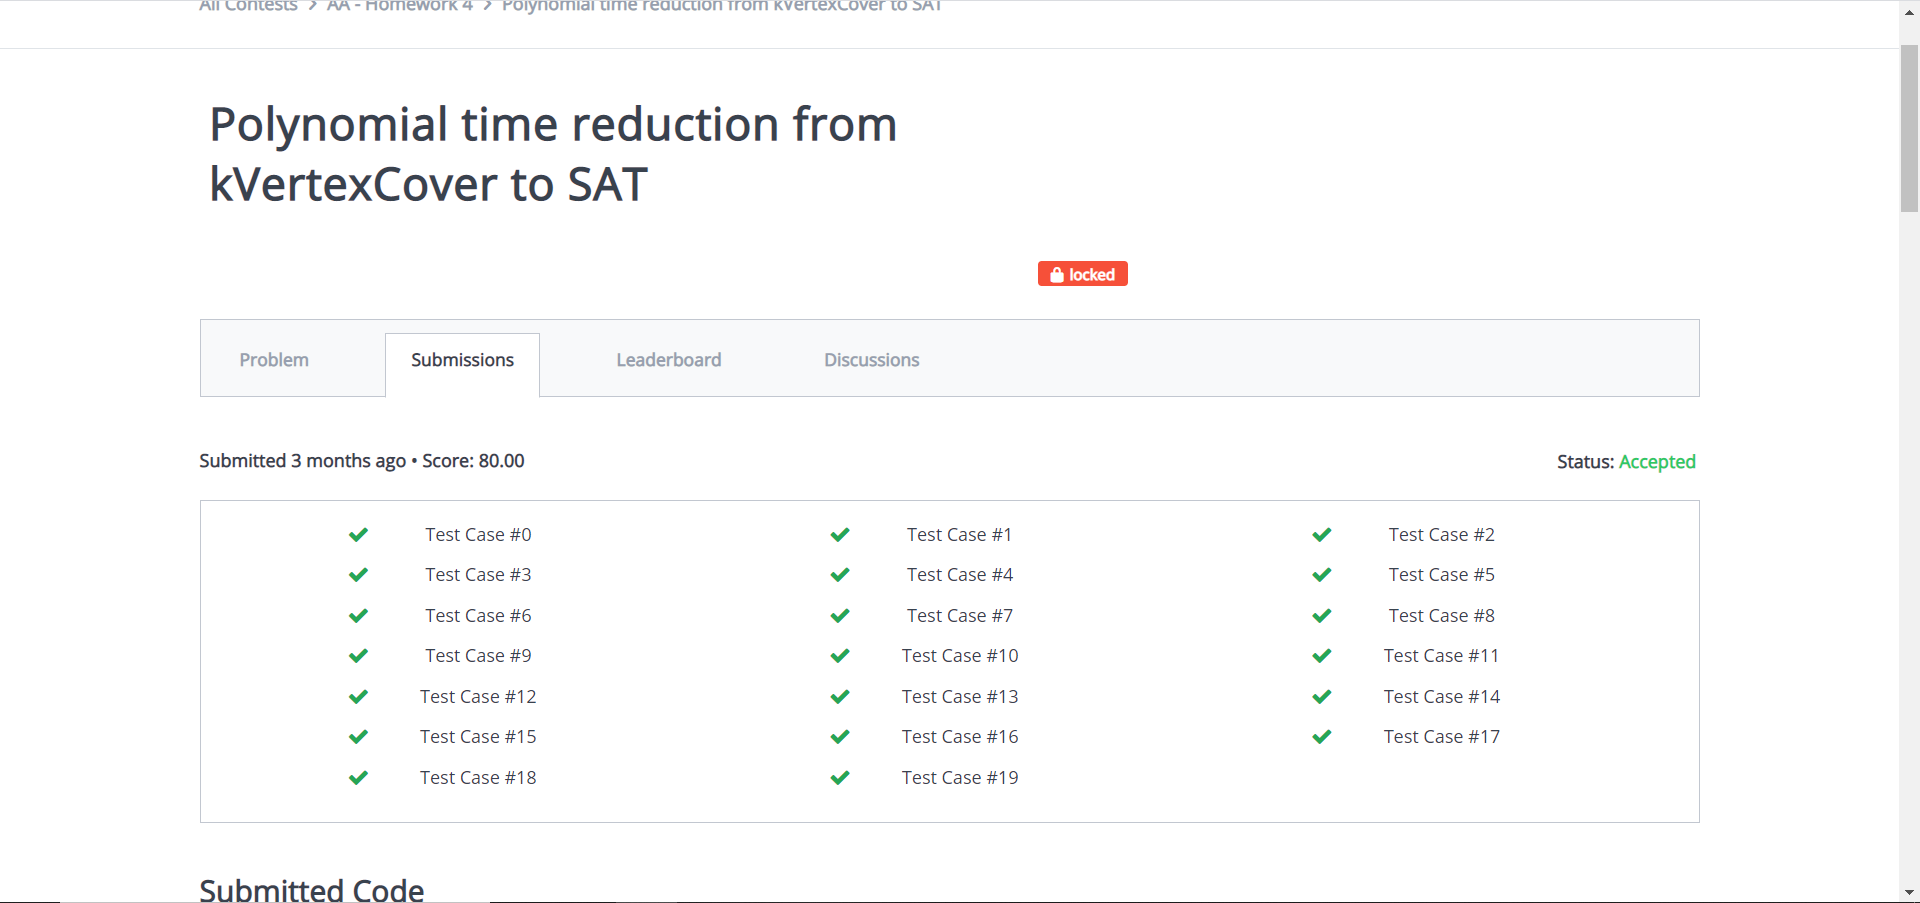 All Contests > AA - Homework 4 > Polynomial time reduction from kVertexCover to SAT
Polynomial time reduction from
kVertexCover to SAT
locked
Problem Submissions Leaderboard Discussions
Submitted 3 months ago • Score: 80.00 Status: Accepted
Test Case #0 Test Case #1 Test Case #2
Test Case #3 Test Case #4 Test Case #5
Test Case #6 Test Case #7 Test Case #8
Test Case #9 Test Case #10 Test Case #11
Test Case #12 Test Case #13 Test Case #14
Test Case #15 Test Case #16 Test Case #17
Test Case #18 Test Case #19
Submitted Code